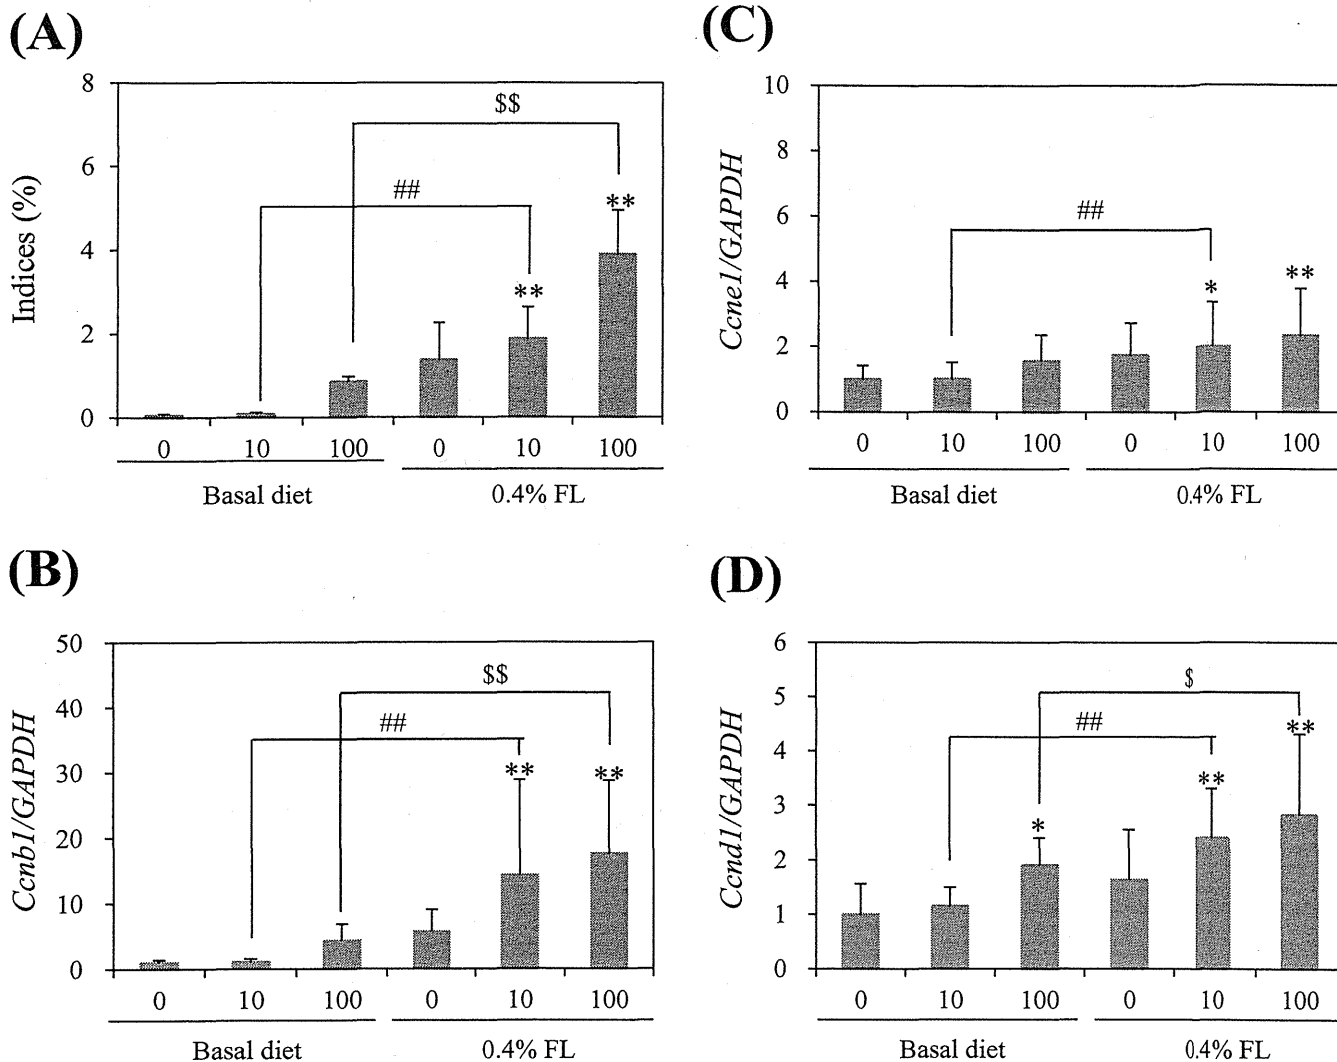 (A)
Indices (%)
8
6
4
2
0
$$
##
**
**
0 10 100 0 10 100
Basal diet 0.4% FL
(C)
Ccne1/GAPDH
10
8
6
4
2
0
##
*
**
0 10 100 0 10 100
Basal diet 0.4% FL
(B)
Ccnb1/GAPDH
50
40
30
20
10
0
$$
##
**
**
0 10 100 0 10 100
Basal diet 0.4% FL
(D)
Ccnd1/GAPDH
6
5
4
3
2
1
0
$
##
**
**
*
0 10 100 0 10 100
Basal diet 0.4% FL